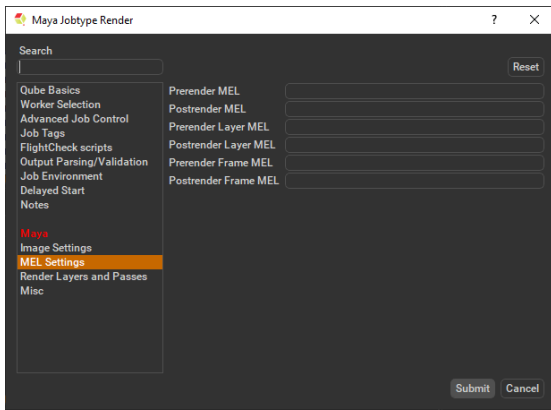 Maya Jobtype Render
Search
Reset
Qube Basics
Worker Selection
Advanced Job Control
Job Tags
FlightCheck scripts
Output Parsing/Validation
Job Environment
Delayed Start
Notes
Maya
Image Settings
MEL Settings
Render Layers and Passes
Misc
Prerender MEL
Postrender MEL
Prerender Layer MEL
Postrender Layer MEL
Prerender Frame MEL
Postrender Frame MEL
Submit
Cancel